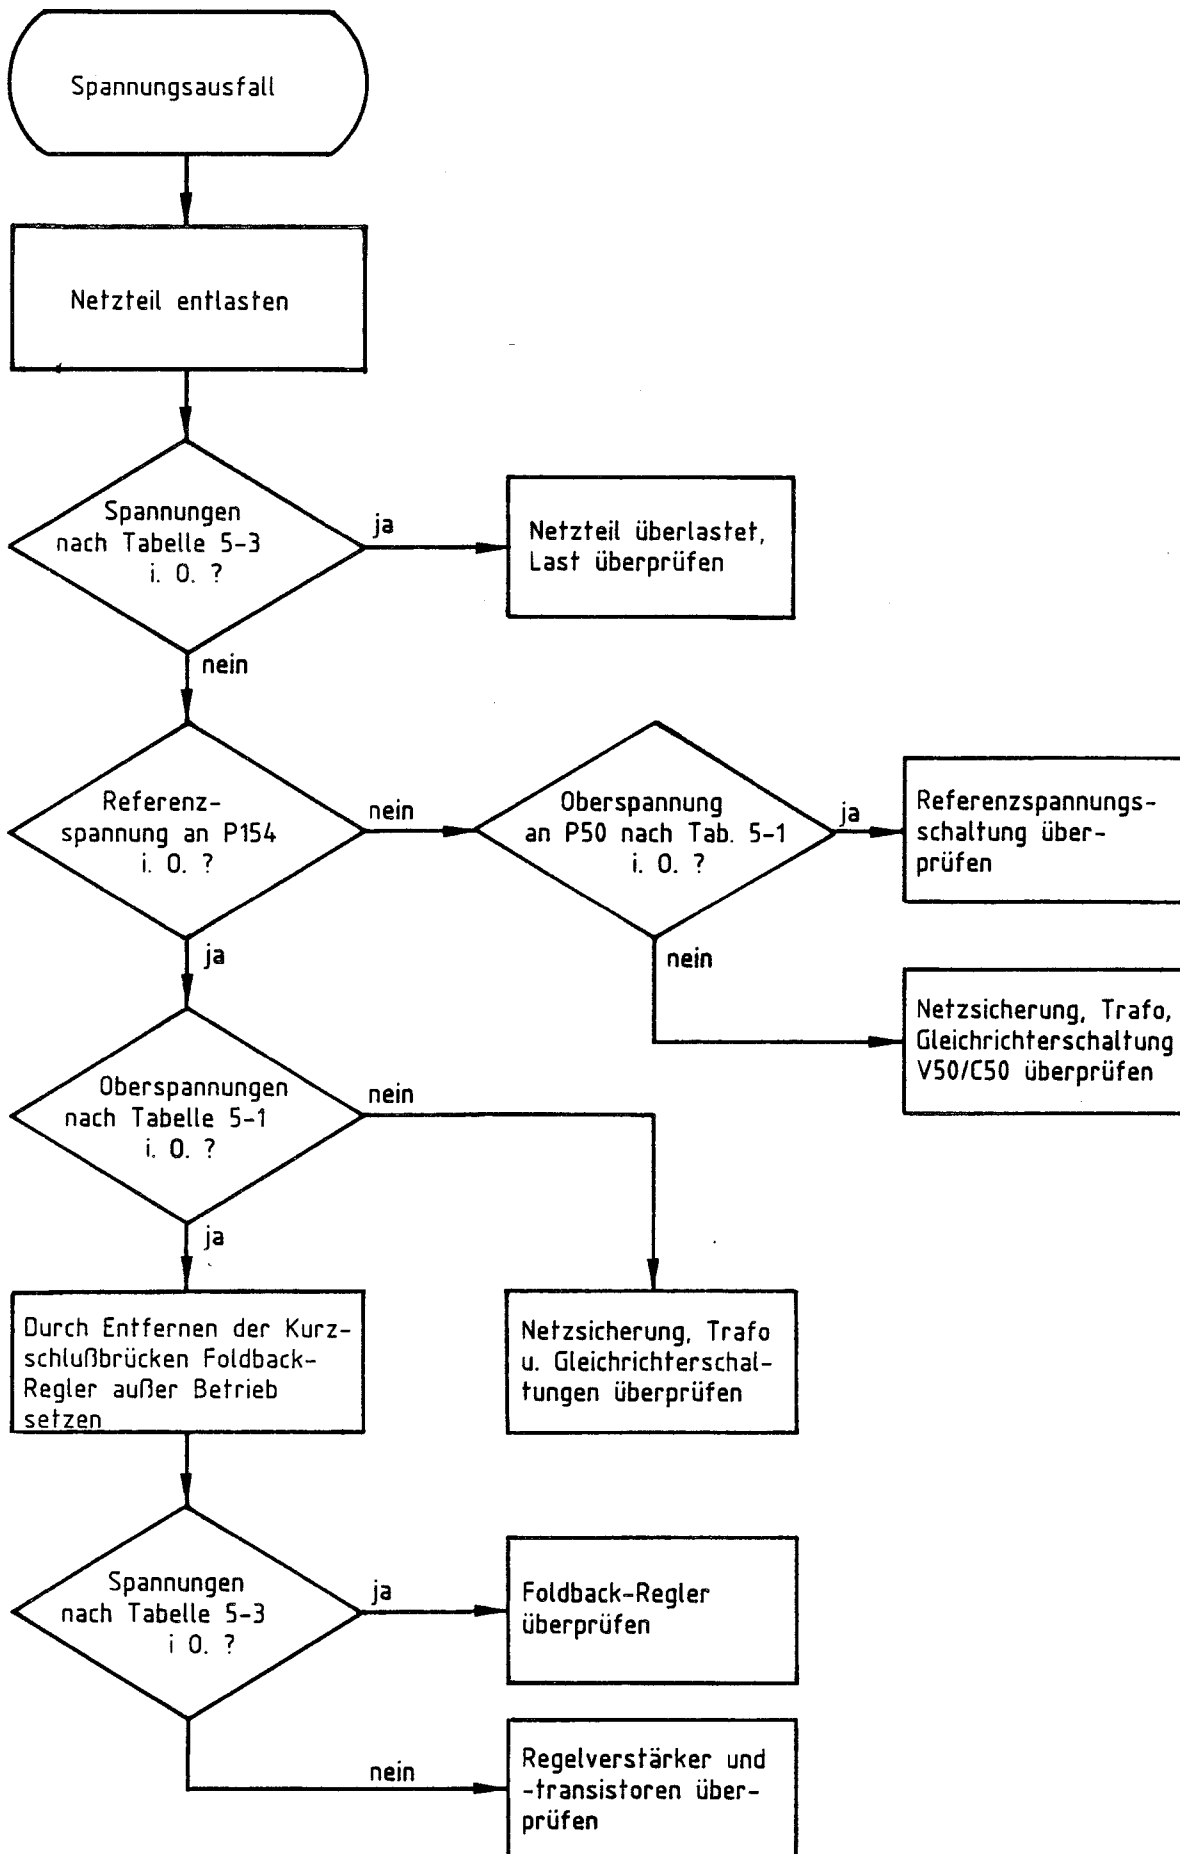 Spannungsausfall
Netzteil entlasten
Spannungen
nach Tabelle 5-3
i. O. ?
ja
Netzteil überlastet,
Last überprüfen
nein
Referenz-
spannung an P154
i. O. ?
nein
Oberspannung
an P50 nach Tab. 5-1
i. O. ?
ja
Referenzspannungs-
schaltung über-
prüfen
ja
nein
Netzsicherung, Trafo,
Gleichrichterschaltung
V50/C50 überprüfen
Oberspannungen
nach Tabelle 5-1
i. O. ?
nein
ja
Durch Entfernen der Kurz-
schlußbrücken Foldback-
Regler außer Betrieb
setzen
Netzsicherung, Trafo
u. Gleichrichterschal-
tungen überprüfen
Spannungen
nach Tabelle 5-3
i O. ?
ja
Foldback-Regler
überprüfen
nein
Regelverstärker und
-transistoren über-
prüfen